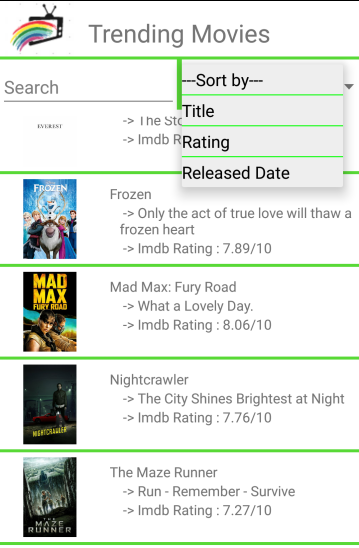 Trending Movies
Search
---Sort by---
Title
Rating
Released Date
EVEREST
-> The Sto
-> Imdb R
FROZEN
Frozen
-> Only the act of true love will thaw a
frozen heart
-> Imdb Rating : 7.89/10
MAD
MAX
FURY ROAD
Mad Max: Fury Road
-> What a Lovely Day.
-> Imdb Rating : 8.06/10
NIGHTCRAWLER
Nightcrawler
-> The City Shines Brightest at Night
-> Imdb Rating : 7.76/10
THE
MAZE
RUNNER
The Maze Runner
-> Run - Remember - Survive
-> Imdb Rating : 7.27/10